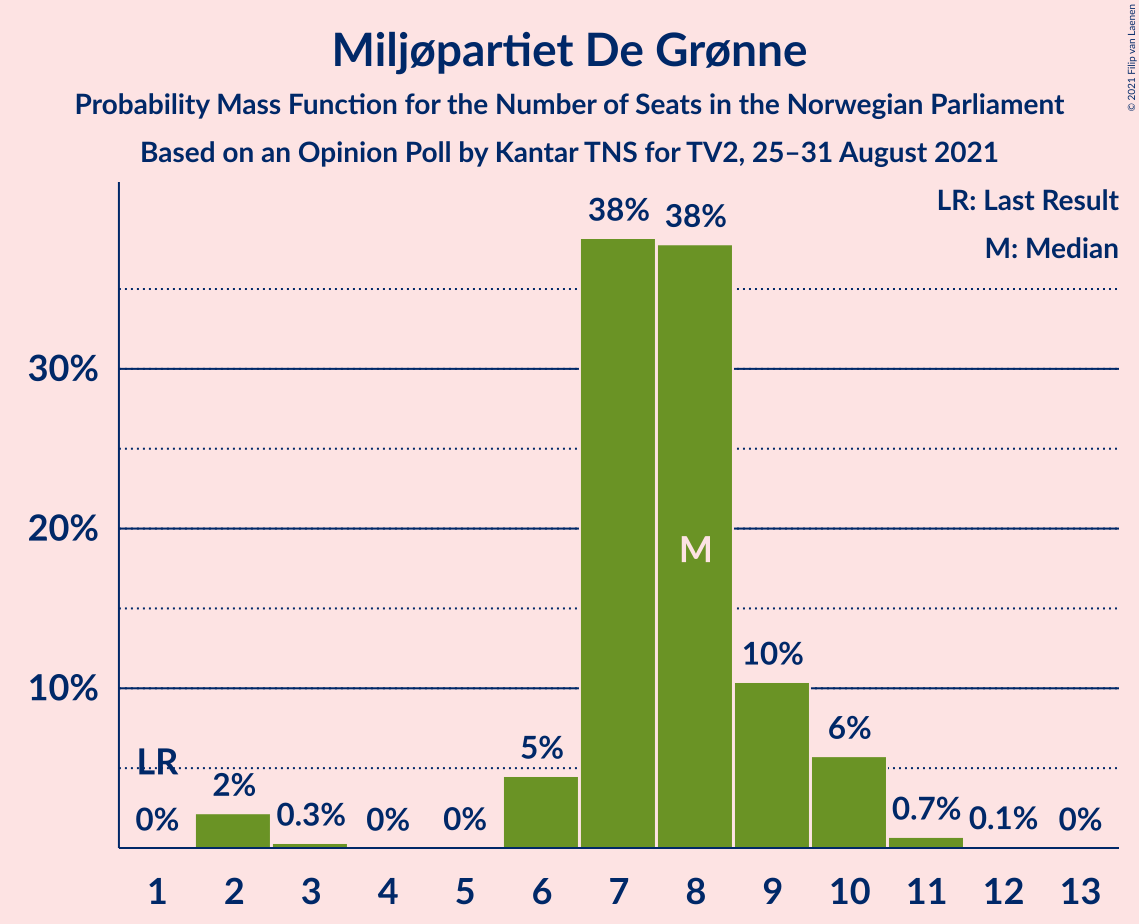 Miljøpartiet De Grønne
Probability Mass Function for the Number of Seats in the Norwegian Parliament
Based on an Opinion Poll by Kantar TNS for TV2, 25–31 August 2021
© 2021 Filip van Laenen
LR: Last Result
M: Median
38%
38%
30%
20%
M
10%
10%
6%
5%
LR
2%
0%
0.3%
0%
0%
0.7%
0.1%
0%
1 2 3 4 5 6 7 8 9 10 11 12 13